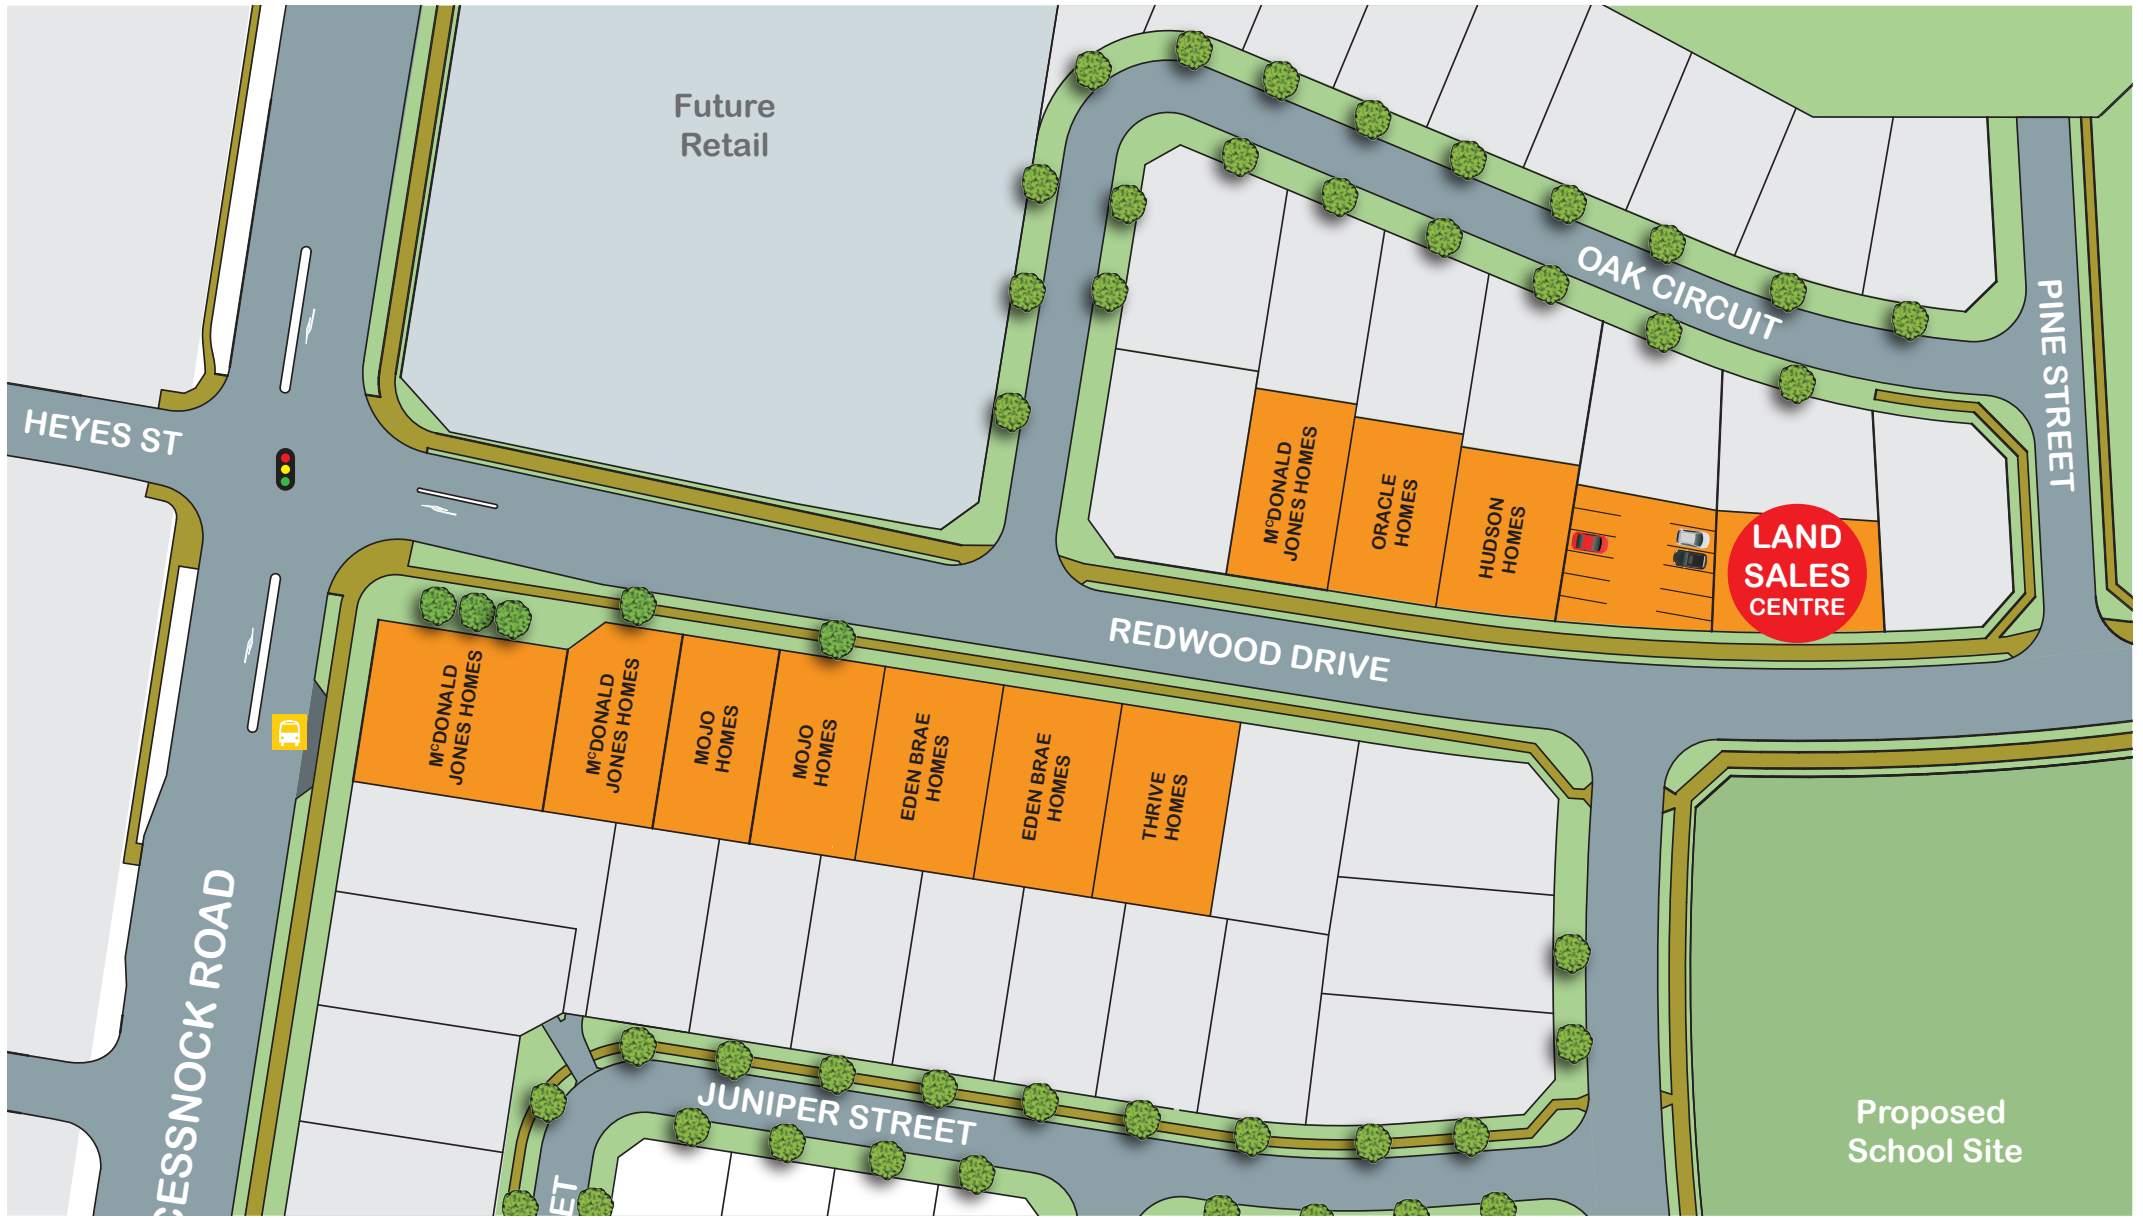 Future
Retail
OAK CIRCUIT
PINE STREET
HEYES ST
McDONALD
JONES HOMES
ORACLE
HOMES
HUDSON
HOMES
LAND
SALES
CENTRE
REDWOOD DRIVE
McDONALD
JONES HOMES
McDONALD
JONES HOMES
MOJO
HOMES
MOJO
HOMES
EDEN BRAE
HOMES
EDEN BRAE
HOMES
THRIVE
HOMES
CESSNOCK ROAD
JUNIPER STREET
Proposed
School Site
ET